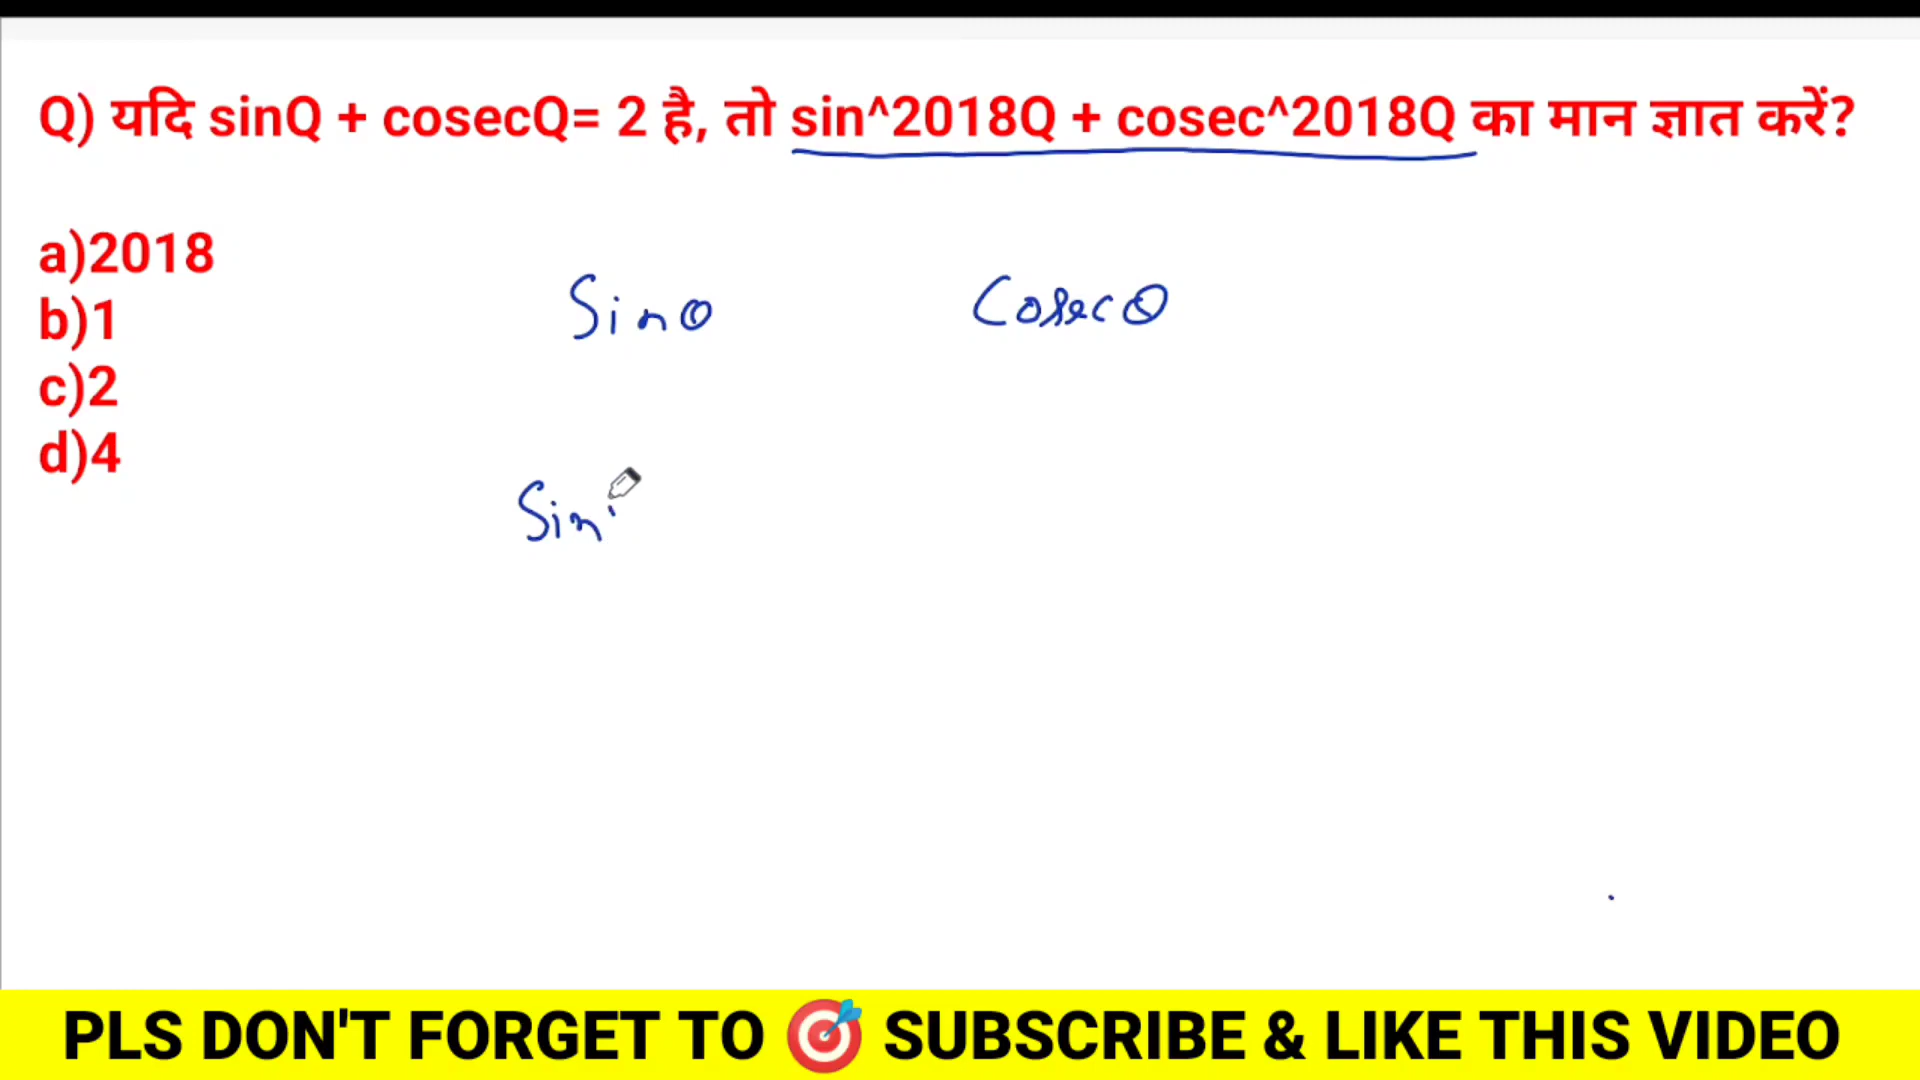 Q) यदि sinQ + cosecQ= 2 है, तो sin^2018Q + cosec^2018Q का मान ज्ञात करें?
a)2018
b)1
c)2
d)4
Sinθ Cosecθ
Sin
PLS DON'T FORGET TO 🎯 SUBSCRIBE & LIKE THIS VIDEO